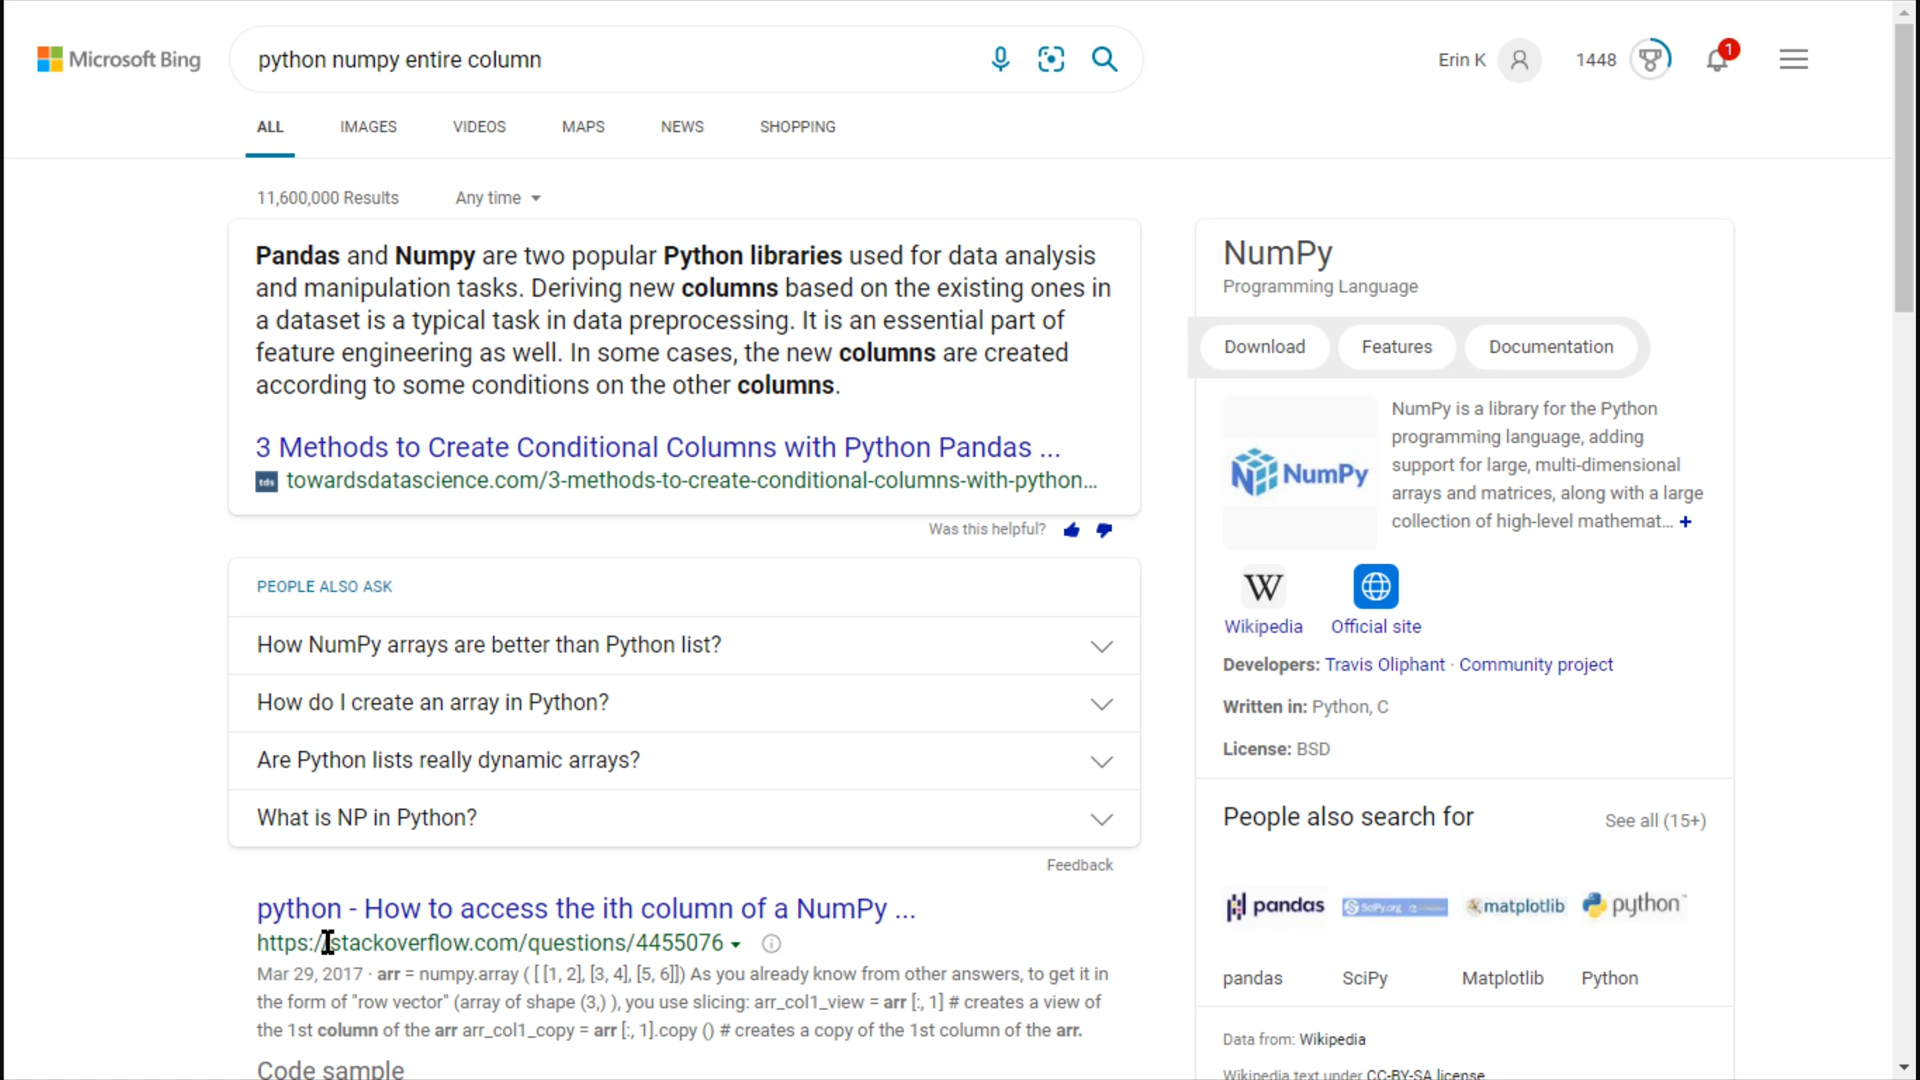 Microsoft Bing
python numpy entire column
Erin K
1448
1
ALL
IMAGES
VIDEOS
MAPS
NEWS
SHOPPING
11,600,000 Results
Any time
Pandas and Numpy are two popular Python libraries used for data analysis
and manipulation tasks. Deriving new columns based on the existing ones in
a dataset is a typical task in data preprocessing. It is an essential part of
feature engineering as well. In some cases, the new columns are created
according to some conditions on the other columns.
3 Methods to Create Conditional Columns with Python Pandas ...
tds
towardsdatascience.com/3-methods-to-create-conditional-columns-with-python...
Was this helpful?
PEOPLE ALSO ASK
How NumPy arrays are better than Python list?
How do I create an array in Python?
Are Python lists really dynamic arrays?
What is NP in Python?
Feedback
python - How to access the ith column of a NumPy ...
https://stackoverflow.com/questions/4455076
Mar 29, 2017 · arr = numpy.array ( [ [1, 2], [3, 4], [5, 6]]) As you already know from other answers, to get it in
the form of "row vector" (array of shape (3,) ), you use slicing: arr_col1_view = arr [:, 1] # creates a view of
the 1st column of the arr arr_col1_copy = arr [:, 1].copy () # creates a copy of the 1st column of the arr.
Code sample
NumPy
Programming Language
Download
Features
Documentation
NumPy
NumPy is a library for the Python
programming language, adding
support for large, multi-dimensional
arrays and matrices, along with a large
collection of high-level mathemat... +
W
Wikipedia
Official site
Developers: Travis Oliphant · Community project
Written in: Python, C
License: BSD
People also search for
See all (15+)
pandas
SciPy.org
matplotlib
python
pandas
SciPy
Matplotlib
Python
Data from: Wikipedia
Wikipedia text under CC-BY-SA license